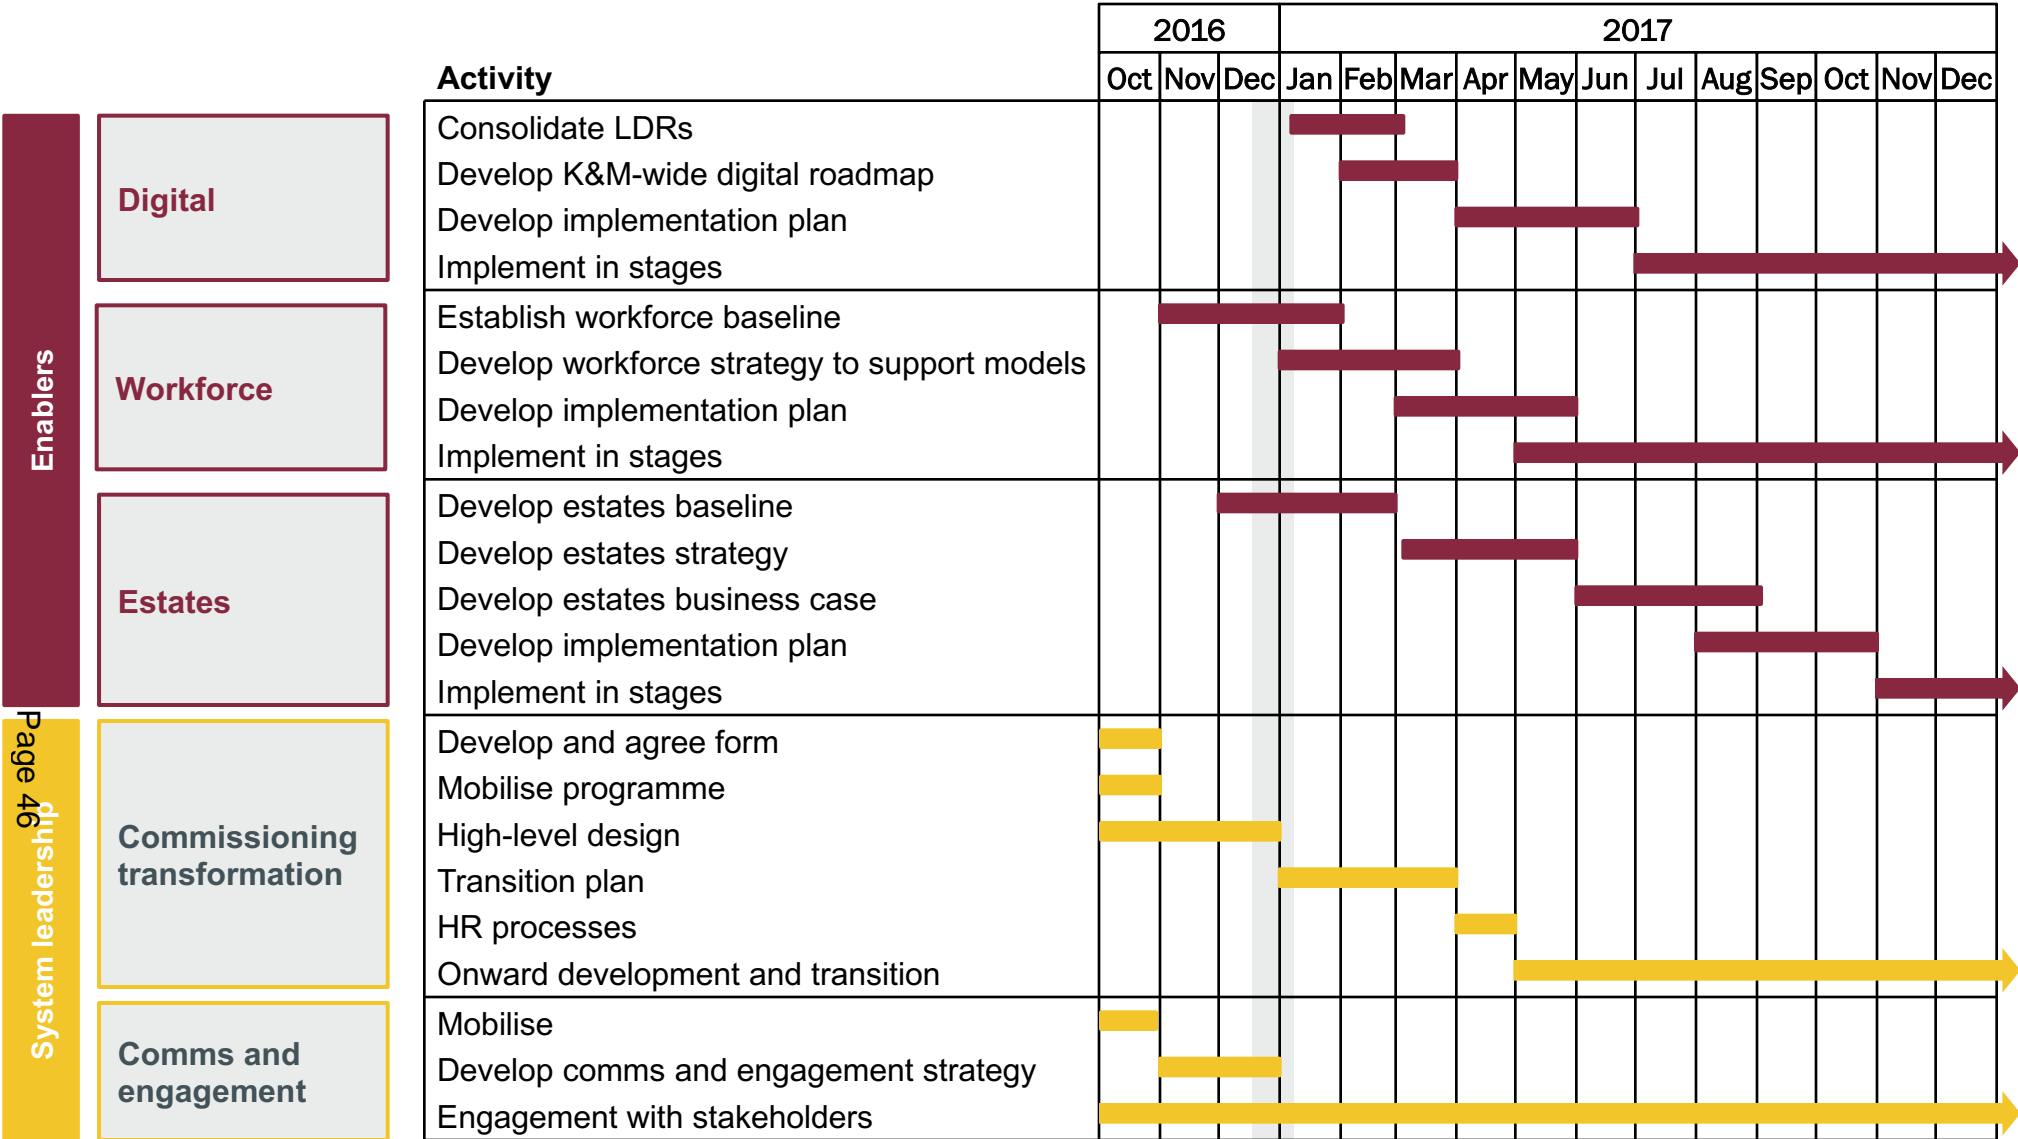 2016 2017
Activity Oct Nov Dec Jan Feb Mar Apr May Jun Jul Aug Sep Oct Nov Dec
Enablers
Digital
Consolidate LDRs
Develop K&M-wide digital roadmap
Develop implementation plan
Implement in stages
Workforce
Establish workforce baseline
Develop workforce strategy to support models
Develop implementation plan
Implement in stages
Estates
Develop estates baseline
Develop estates strategy
Develop estates business case
Develop implementation plan
Implement in stages
Page 46
System leadership
Commissioning
transformation
Develop and agree form
Mobilise programme
High-level design
Transition plan
HR processes
Onward development and transition
Comms and
engagement
Mobilise
Develop comms and engagement strategy
Engagement with stakeholders